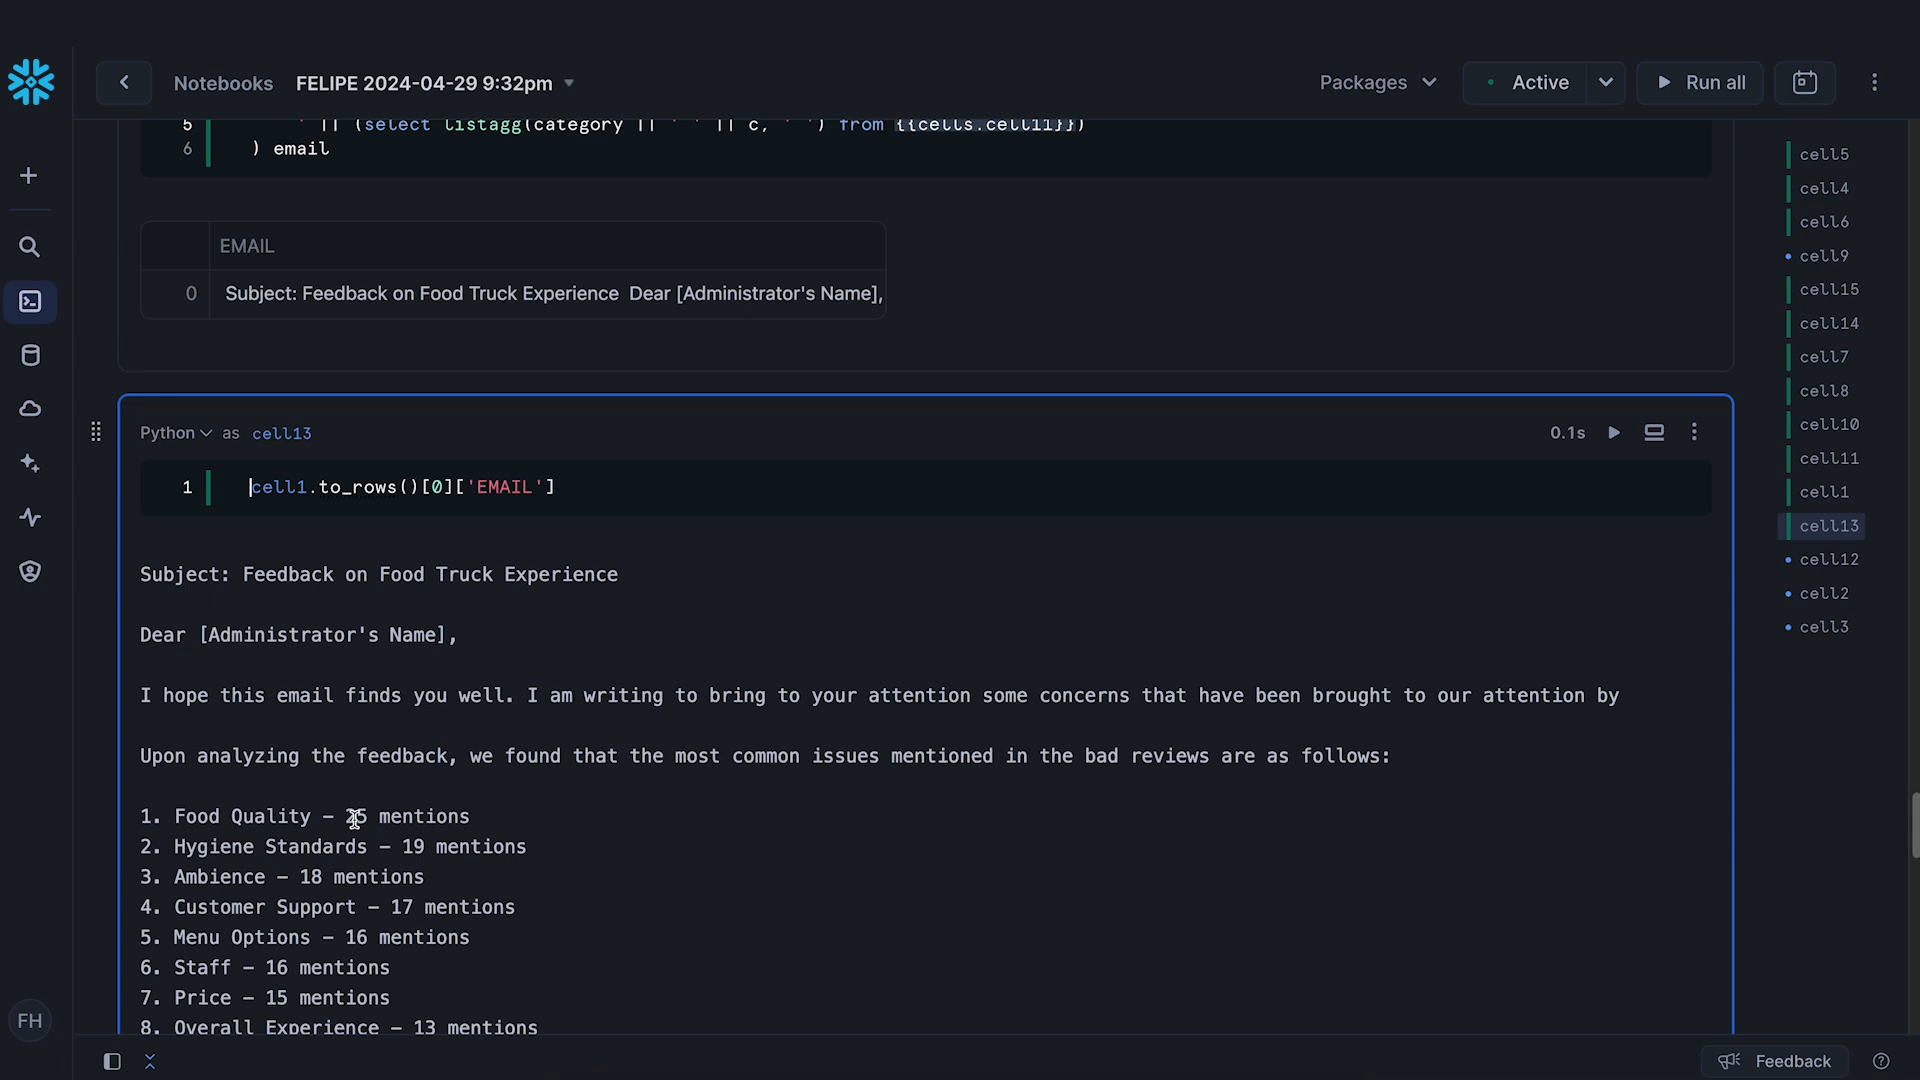 Notebooks FELIPE 2024-04-29 9:32pm Packages Active Run all
5 ' || (select listagg(category || ' ' || c, ' ') from {{cells.cell11}})
6 ) email
EMAIL
0 Subject: Feedback on Food Truck Experience Dear [Administrator's Name],
Python as cell13 0.1s
1 cell1.to_rows()[0]['EMAIL']
Subject: Feedback on Food Truck Experience
Dear [Administrator's Name],
I hope this email finds you well. I am writing to bring to your attention some concerns that have been brought to our attention by
Upon analyzing the feedback, we found that the most common issues mentioned in the bad reviews are as follows:
1. Food Quality – 25 mentions
2. Hygiene Standards – 19 mentions
3. Ambience – 18 mentions
4. Customer Support – 17 mentions
5. Menu Options – 16 mentions
6. Staff – 16 mentions
7. Price – 15 mentions
8. Overall Experience – 13 mentions
cell5
cell4
cell6
cell9
cell15
cell14
cell7
cell8
cell10
cell11
cell1
cell13
cell12
cell2
cell3
FH
Feedback